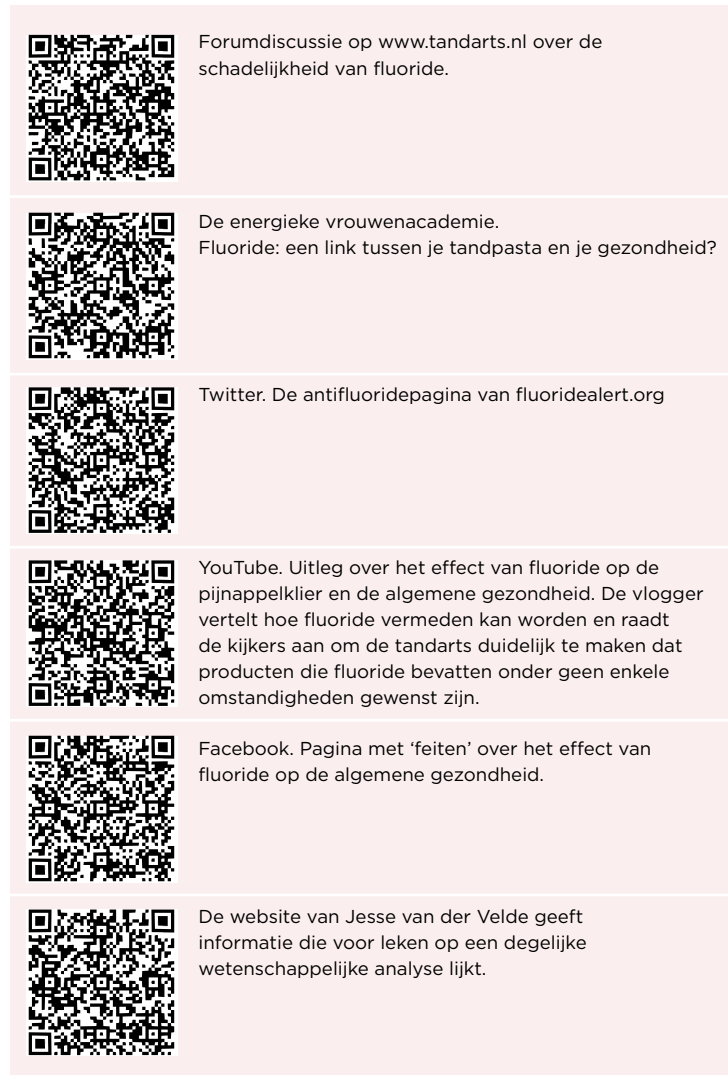 Forumdiscussie op www.tandarts.nl over de
schadelijkheid van fluoride.
De energieke vrouwenacademie.
Fluoride: een link tussen je tandpasta en je gezondheid?
Twitter. De antifluoridepagina van fluoridealert.org
YouTube. Uitleg over het effect van fluoride op de
pijnappelklier en de algemene gezondheid. De vlogger
vertelt hoe fluoride vermeden kan worden en raadt
de kijkers aan om de tandarts duidelijk te maken dat
producten die fluoride bevatten onder geen enkele
omstandigheden gewenst zijn.
Facebook. Pagina met ‘feiten’ over het effect van
fluoride op de algemene gezondheid.
De website van Jesse van der Velde geeft
informatie die voor leken op een degelijke
wetenschappelijke analyse lijkt.